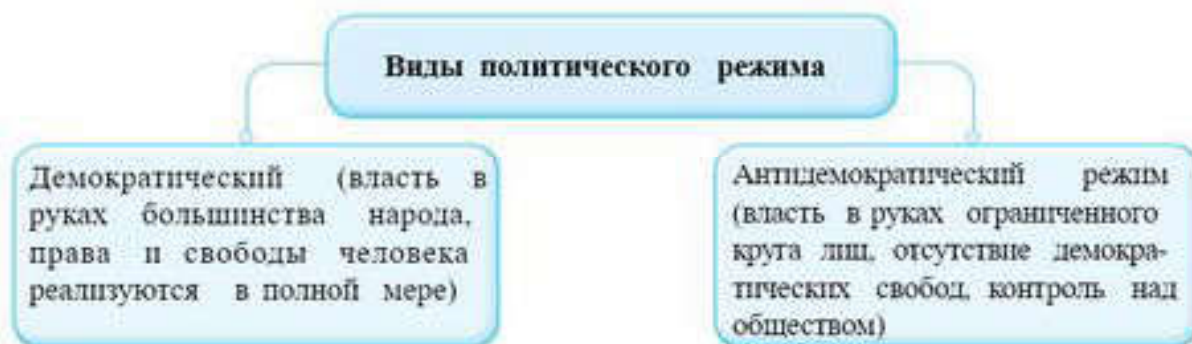 Виды политического режима
Демократический (власть в
руках большинства народа,
права и свободы человека
реализуются в полной мере)
Антидемократический режим
(власть в руках ограниченного
круга лиц, отсутствие демокра-
тических свобод, контроль над
обществом)